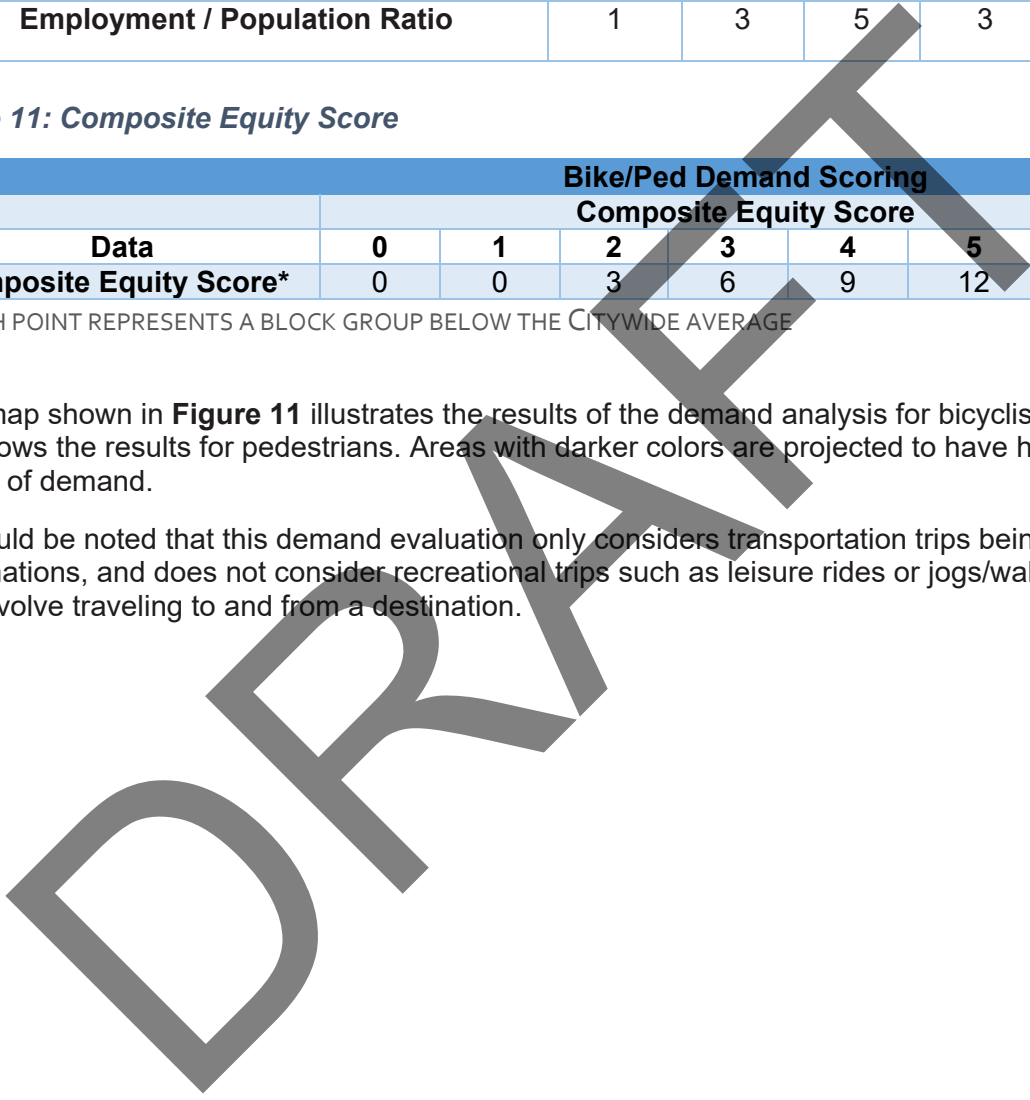 Employment / Population Ratio 1 3 5 3
11: Composite Equity Score
Bike/Ped Demand Scoring
Composite Equity Score
Data 0 1 2 3 4 5
posite Equity Score* 0 0 3 6 9 12
H POINT REPRESENTS A BLOCK GROUP BELOW THE CITYWIDE AVERAGE
ap shown in Figure 11 illustrates the results of the demand analysis for bicyclis
ows the results for pedestrians. Areas with darker colors are projected to have h
of demand.
uld be noted that this demand evaluation only considers transportation trips bein
ations, and does not consider recreational trips such as leisure rides or jogs/wal
volve traveling to and from a destination.
DRAFT